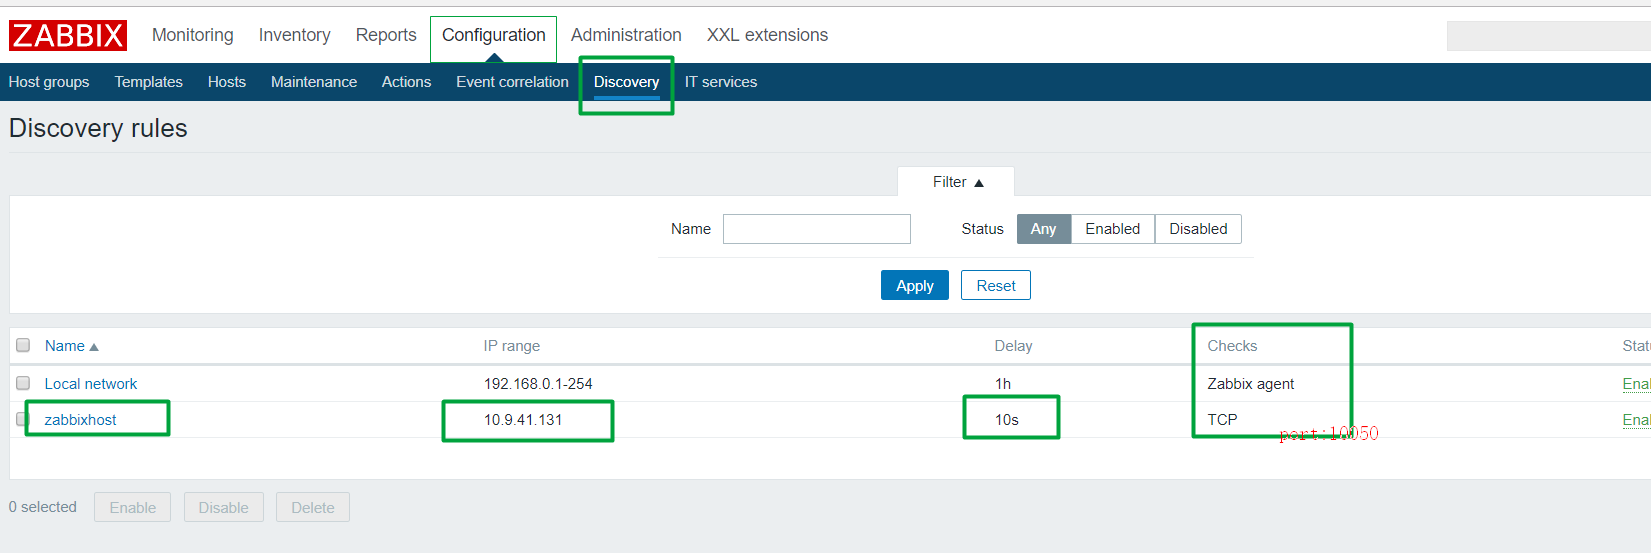 ZABBIX Monitoring Inventory Reports Configuration Administration XXL extensions
Host groups Templates Hosts Maintenance Actions Event correlation Discovery IT services
Discovery rules
Filter ▲
Name Status Any Enabled Disabled
Apply Reset
Name ▲ IP range Delay Checks Stat
Local network 192.168.0.1-254 1h Zabbix agent Enal
zabbixhost 10.9.41.131 10s TCP Enal
port:10050
0 selected Enable Disable Delete